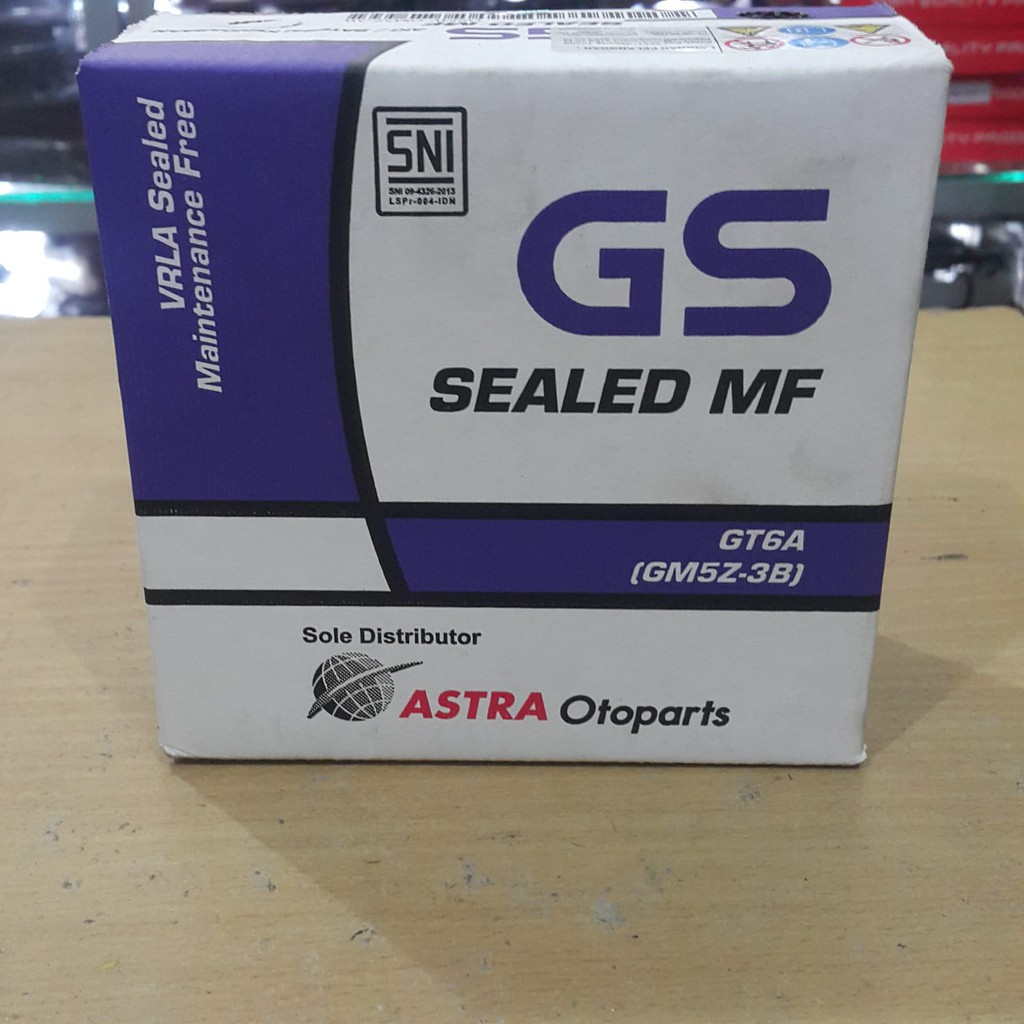 VRLA Sealed
Maintenance Free
SNI
SNI 09-4326-2013
LSPr-004-IDN
GS
SEALED MF
GT6A
(GM5Z-3B)
Sole Distributor
ASTRA Otoparts